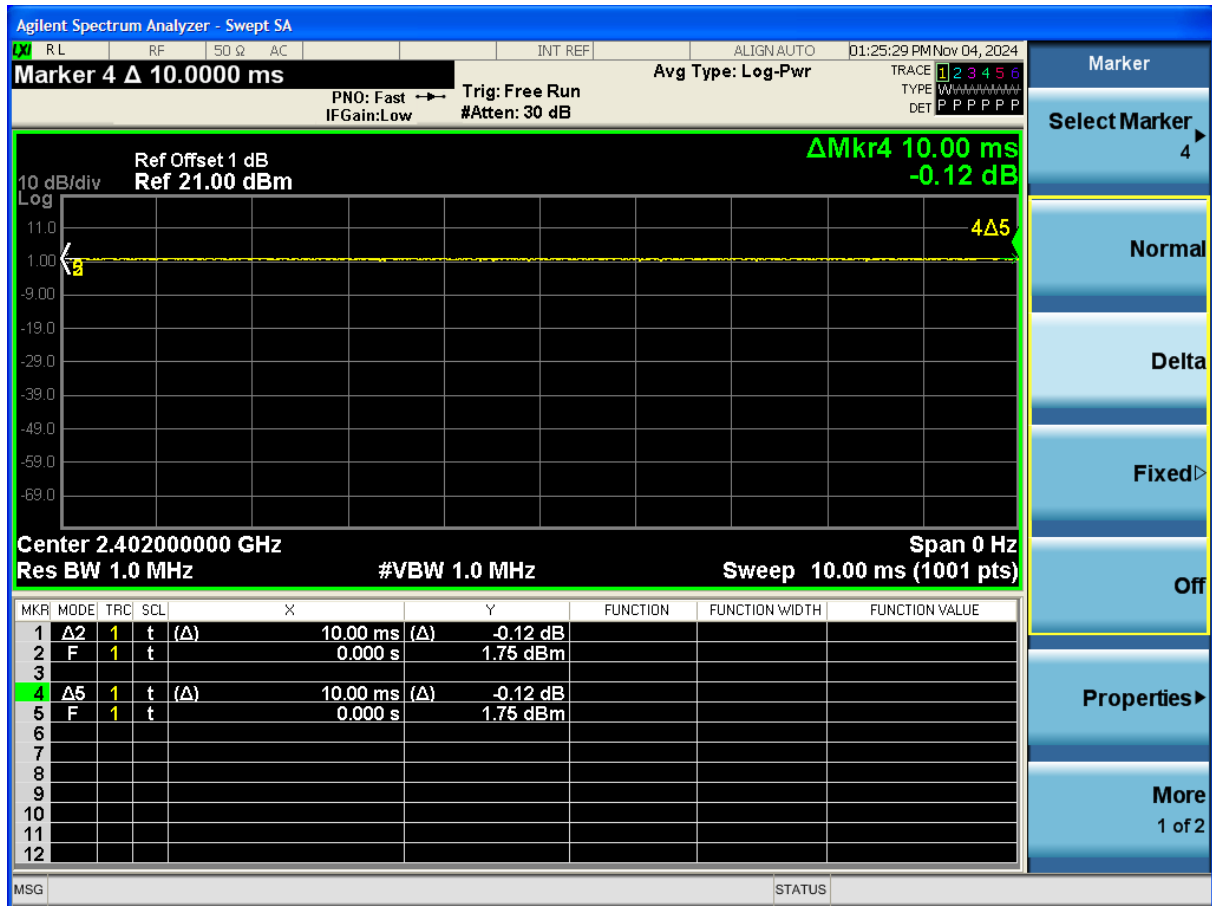 Agilent Spectrum Analyzer - Swept SA
LXI RL RF 50 Ω AC INT REF ALIGN AUTO 01:25:29 PM Nov 04, 2024
Marker 4 Δ 10.0000 ms
PNO: Fast
IFGain:Low
Trig: Free Run
#Atten: 30 dB
Avg Type: Log-Pwr
TRACE 1 2 3 4 5 6
TYPE W
DET P P P P P P
ΔMkr4 10.00 ms
-0.12 dB
Ref Offset 1 dB
10 dB/div Ref 21.00 dBm
Log
11.0
1.00
-9.00
-19.0
-29.0
-39.0
-49.0
-59.0
-69.0
4Δ5
Center 2.402000000 GHz Span 0 Hz
Res BW 1.0 MHz #VBW 1.0 MHz Sweep 10.00 ms (1001 pts)
MKR MODE TRC SCL X Y FUNCTION FUNCTION WIDTH FUNCTION VALUE
1 Δ2 1 t (Δ) 10.00 ms (Δ) -0.12 dB
2 F 1 t 0.000 s 1.75 dBm
3
4 Δ5 1 t (Δ) 10.00 ms (Δ) -0.12 dB
5 F 1 t 0.000 s 1.75 dBm
6
7
8
9
10
11
12
MSG STATUS
Marker
Select Marker
4
Normal
Delta
Fixed
Off
Properties
More
1 of 2